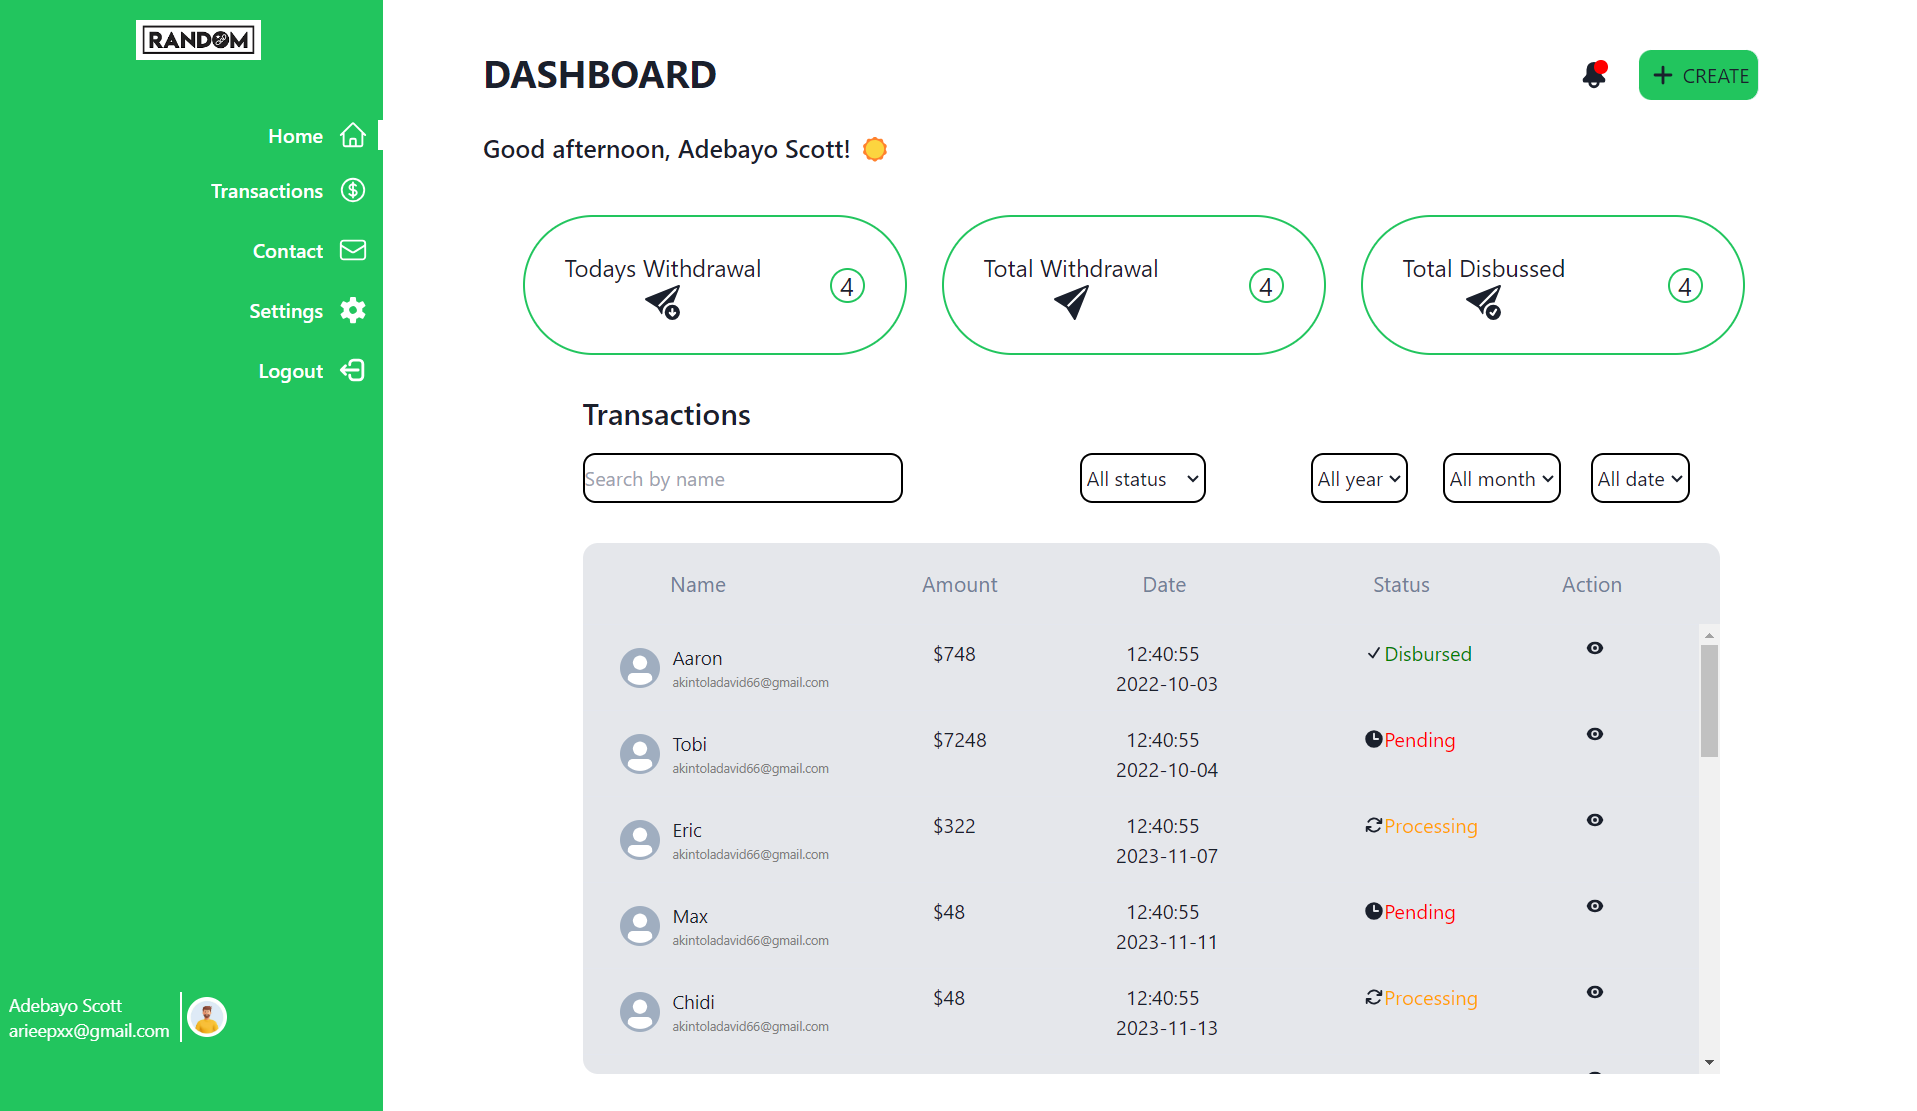 RANDOM
Home
Transactions
Contact
Settings
Logout
Adebayo Scott
arieepxx@gmail.com
DASHBOARD
CREATE
Good afternoon, Adebayo Scott!
Todays Withdrawal
4
Total Withdrawal
4
Total Disbussed
4
Transactions
Search by name
All status
All year
All month
All date
Name Amount Date Status Action
Aaron $748 12:40:55 Disbursed
akintoladavid66@gmail.com 2022-10-03
Tobi $7248 12:40:55 Pending
akintoladavid66@gmail.com 2022-10-04
Eric $322 12:40:55 Processing
akintoladavid66@gmail.com 2023-11-07
Max $48 12:40:55 Pending
akintoladavid66@gmail.com 2023-11-11
Chidi $48 12:40:55 Processing
akintoladavid66@gmail.com 2023-11-13